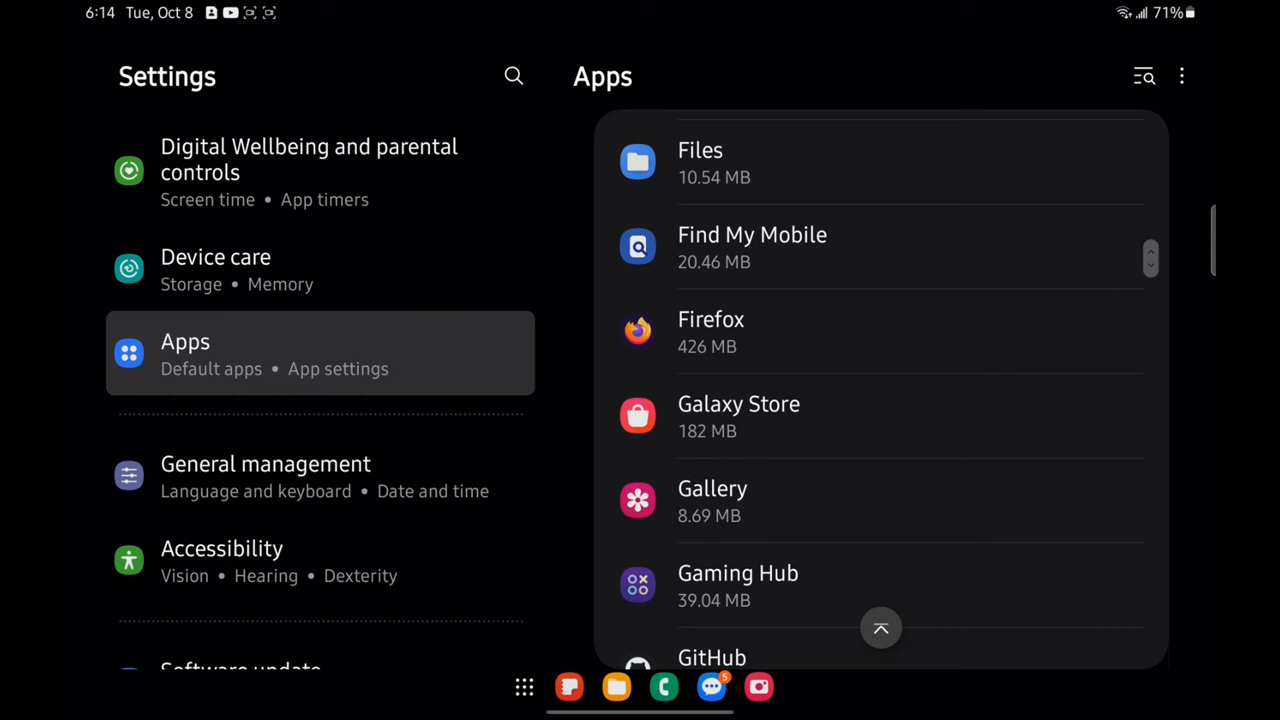 6:14 Tue, Oct 8
71%
Settings
Digital Wellbeing and parental
controls
Screen time • App timers
Device care
Storage • Memory
Apps
Default apps • App settings
General management
Language and keyboard • Date and time
Accessibility
Vision • Hearing • Dexterity
Software update
Apps
Files
10.54 MB
Find My Mobile
20.46 MB
Firefox
426 MB
Galaxy Store
182 MB
Gallery
8.69 MB
Gaming Hub
39.04 MB
GitHub
5